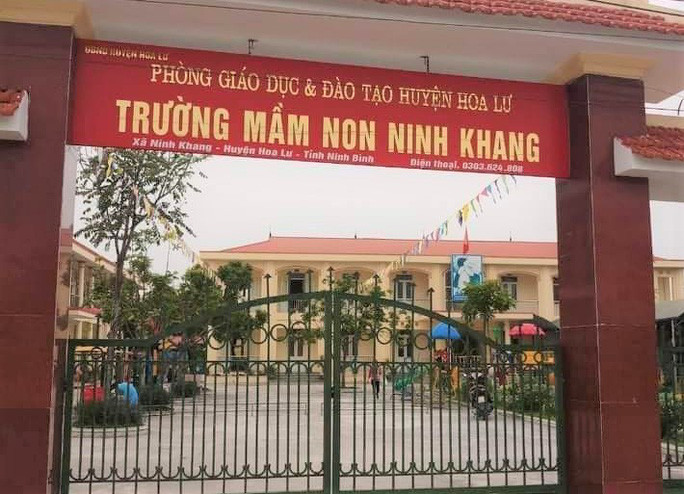 UBND HUYỆN HOA LƯ
PHÒNG GIÁO DỤC & ĐÀO TẠO HUYỆN HOA LƯ
TRƯỜNG MẦM NON NINH KHANG
Xã Ninh Khang - Huyện Hoa Lư - Tỉnh Ninh Bình Điện thoại. 0303.624.808